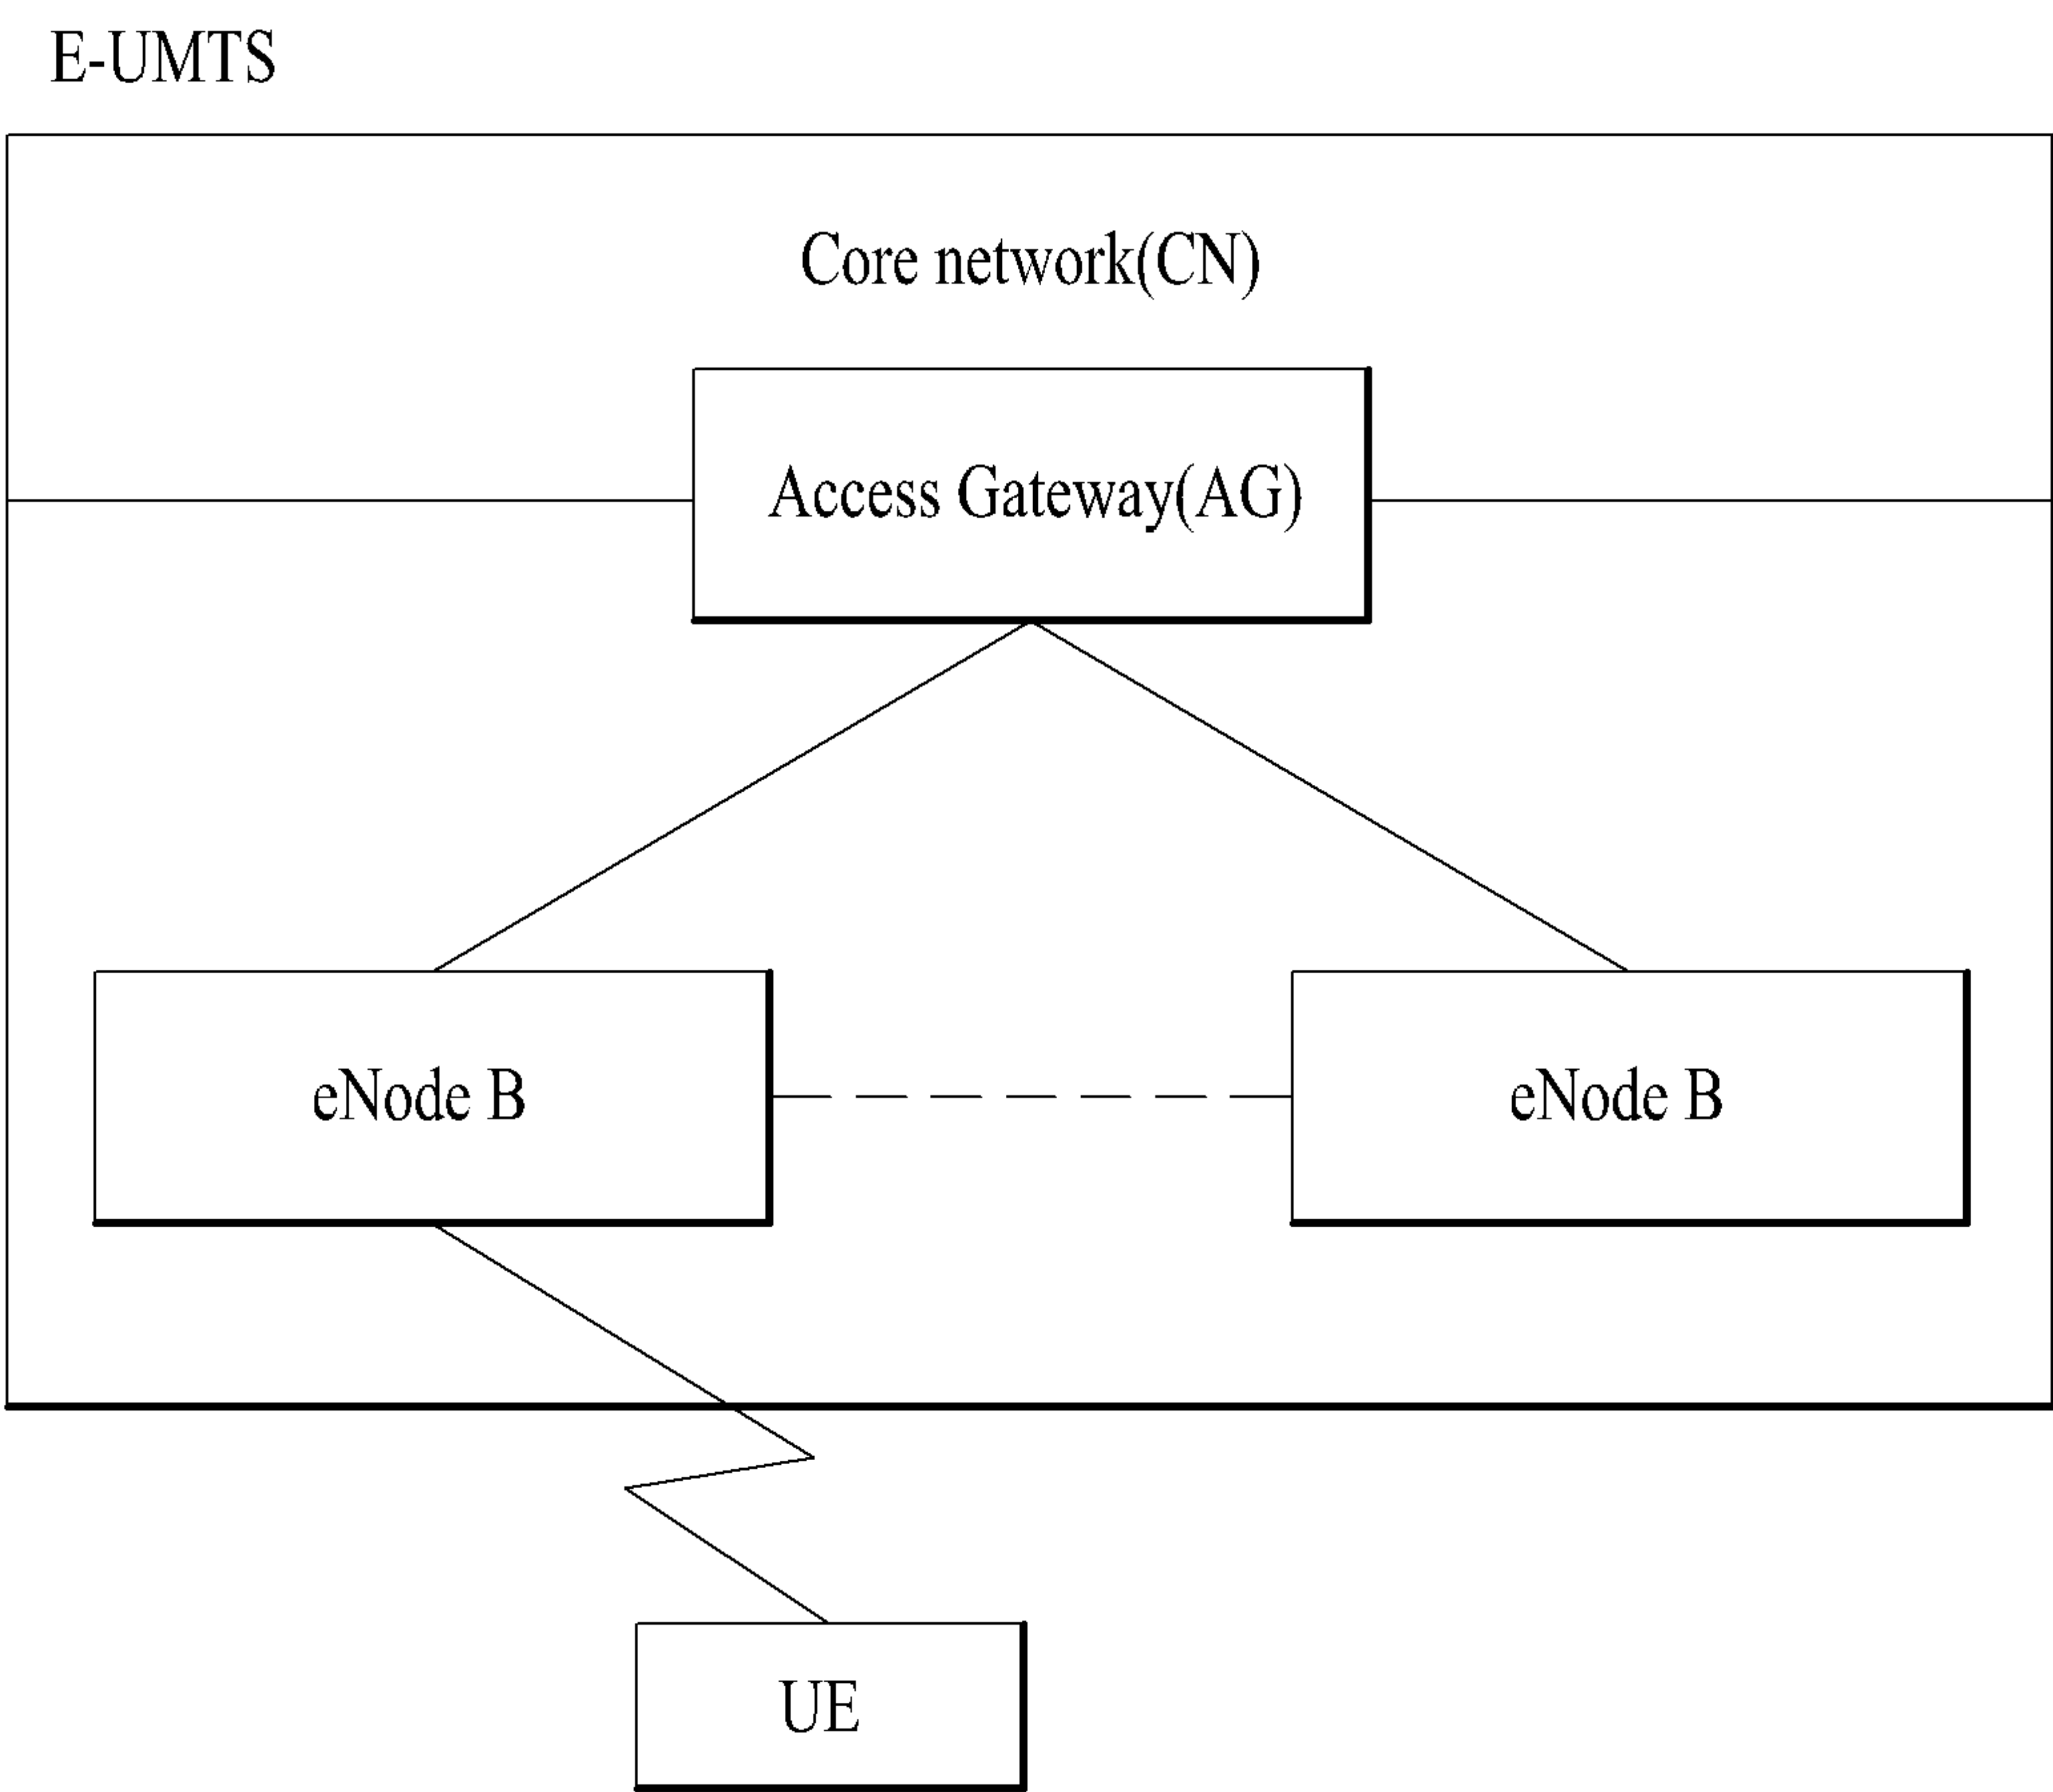 E-UMTS
Core network(CN)
Access Gateway(AG)
eNode B
eNode B
UE